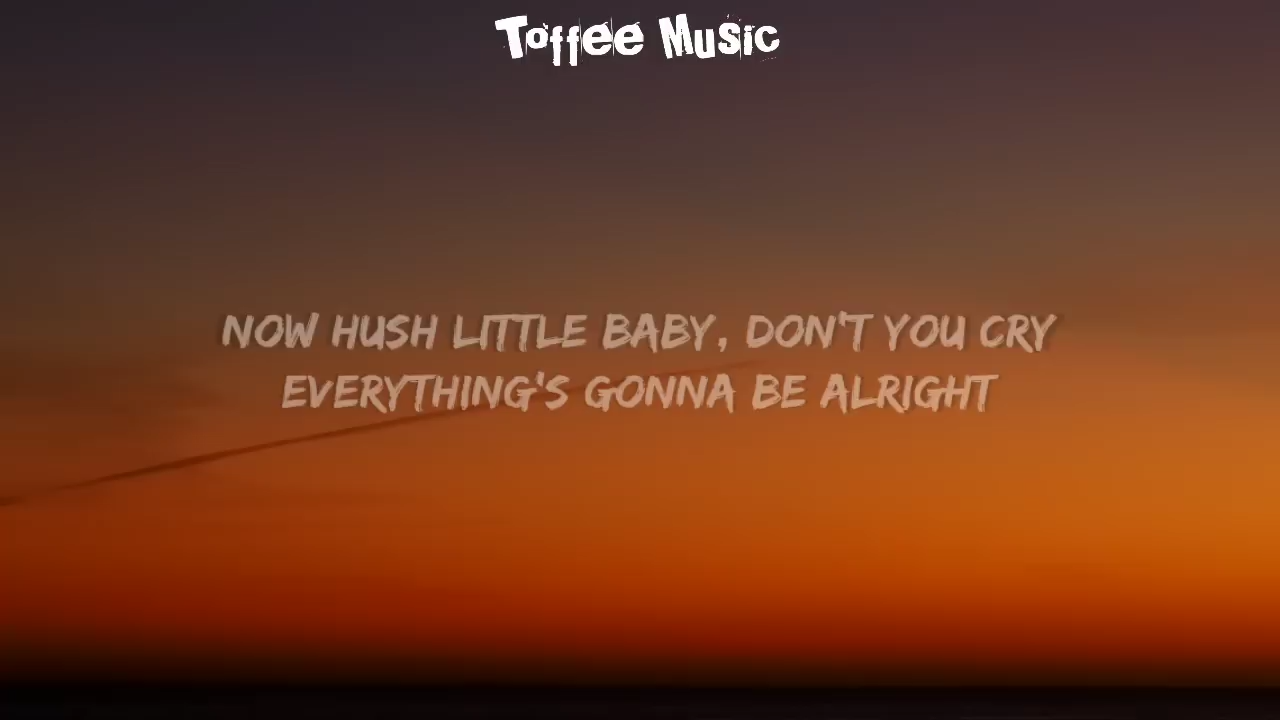 Toffee Music
NOW HUSH LITTLE BABY, DON'T YOU CRY
EVERYTHING'S GONNA BE ALRIGHT